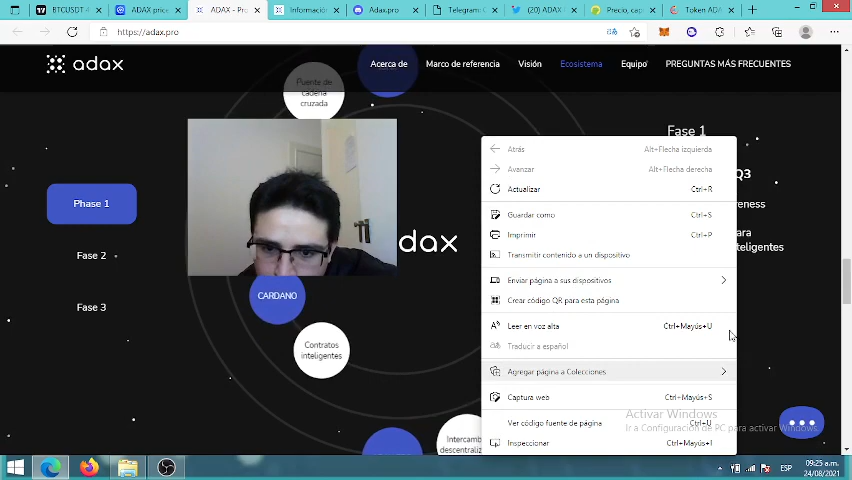 BTCUSDT
ADAX price
ADAX - Pro
Información
Adax.pro
Telegram: C
(20) ADAX
Precio, cap
Token ADA
https://adax.pro
adax
Acerca de
Marco de referencia
Visión
Ecosistema
Equipo
PREGUNTAS MÁS FRECUENTES
Puente de
cadena
cruzada
Fase 1
Q3
reness
ara
nteligentes
Phase 1
Fase 2
Fase 3
dax
CARDANO
Contratos
inteligentes
Intercamb
descentraliz
Atrás Alt+Flecha izquierda
Avanzar Alt+Flecha derecha
Actualizar Ctrl+R
Guardar como Ctrl+S
Imprimir Ctrl+P
Transmitir contenido a un dispositivo
Enviar página a sus dispositivos
Crear código QR para esta página
Leer en voz alta Ctrl+Mayús+U
Traducir a español
Agregar página a Colecciones
Captura web Ctrl+Mayús+S
Ver código fuente de página Ctrl+U
Inspeccionar Ctrl+Mayús+I
Activar Windows
Ir a Configuración de PC para activar Windows.
ESP
09:25 a.m.
24/08/2021